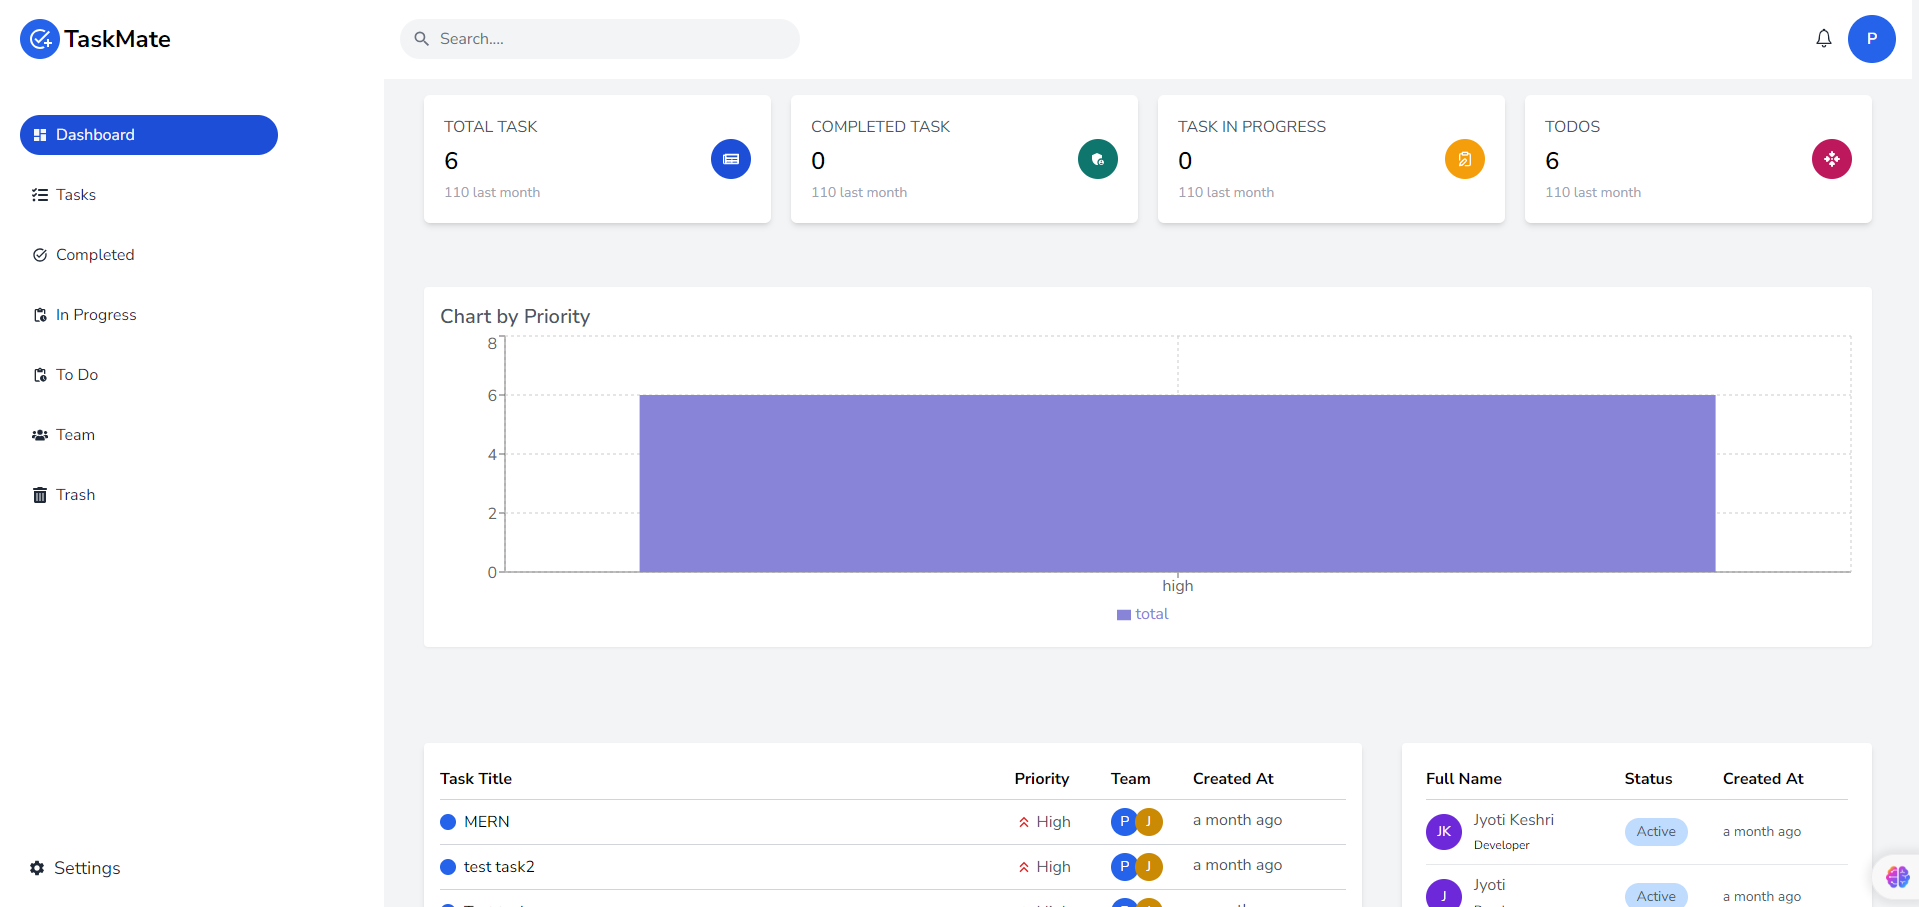 TaskMate
Search....
P
Dashboard
Tasks
Completed
In Progress
To Do
Team
Trash
Settings
TOTAL TASK
6
110 last month
COMPLETED TASK
0
110 last month
TASK IN PROGRESS
0
110 last month
TODOS
6
110 last month
Chart by Priority
8
6
4
2
0
high
total
Task Title Priority Team Created At
MERN High P J a month ago
test task2 High P J a month ago
Full Name Status Created At
JK Jyoti Keshri Active a month ago
Developer
J Jyoti Active a month ago